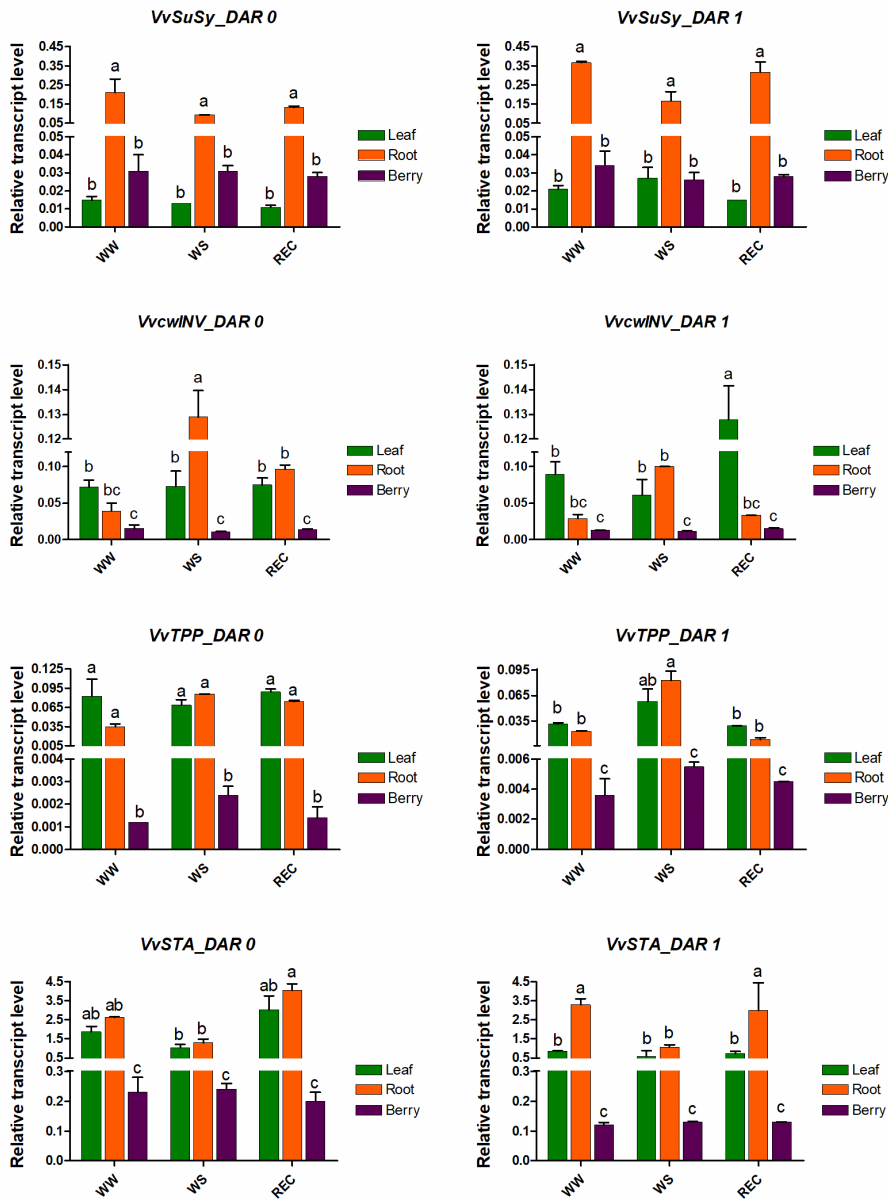 VvSuSy_DAR 0
Relative transcript level
0.45
0.35
0.25
0.15
0.05
0.05
0.04
0.03
0.02
0.01
0.00
a
a
a
b
b
b
b
b
b
WW
WS
REC
Leaf
Root
Berry
VvSuSy_DAR 1
Relative transcript level
0.45
0.35
0.25
0.15
0.05
0.05
0.04
0.03
0.02
0.01
0.00
a
a
a
b
b
b
b
b
b
WW
WS
REC
Leaf
Root
Berry
VvcwINV_DAR 0
Relative transcript level
0.15
0.14
0.13
0.12
0.10
0.05
0.00
b
bc
c
b
a
c
b
b
c
WW
WS
REC
Leaf
Root
Berry
VvcwINV_DAR 1
Relative transcript level
0.15
0.14
0.13
0.12
0.10
0.05
0.00
b
bc
c
b
b
c
a
bc
c
WW
WS
REC
Leaf
Root
Berry
VvTPP_DAR 0
Relative transcript level
0.125
0.095
0.065
0.035
0.005
0.004
0.003
0.002
0.001
0.000
a
a
b
a
a
b
a
a
b
WW
WS
REC
Leaf
Root
Berry
VvTPP_DAR 1
Relative transcript level
0.095
0.065
0.035
0.006
0.004
0.002
0.000
b
b
c
ab
a
c
b
b
c
WW
WS
REC
Leaf
Root
Berry
VvSTA_DAR 0
Relative transcript level
4.5
3.5
2.5
1.5
0.5
0.3
0.2
0.1
0.0
ab
ab
c
b
b
c
ab
a
c
WW
WS
REC
Leaf
Root
Berry
VvSTA_DAR 1
Relative transcript level
4.5
3.5
2.5
1.5
0.5
0.3
0.2
0.1
0.0
b
a
c
b
b
c
b
a
c
WW
WS
REC
Leaf
Root
Berry